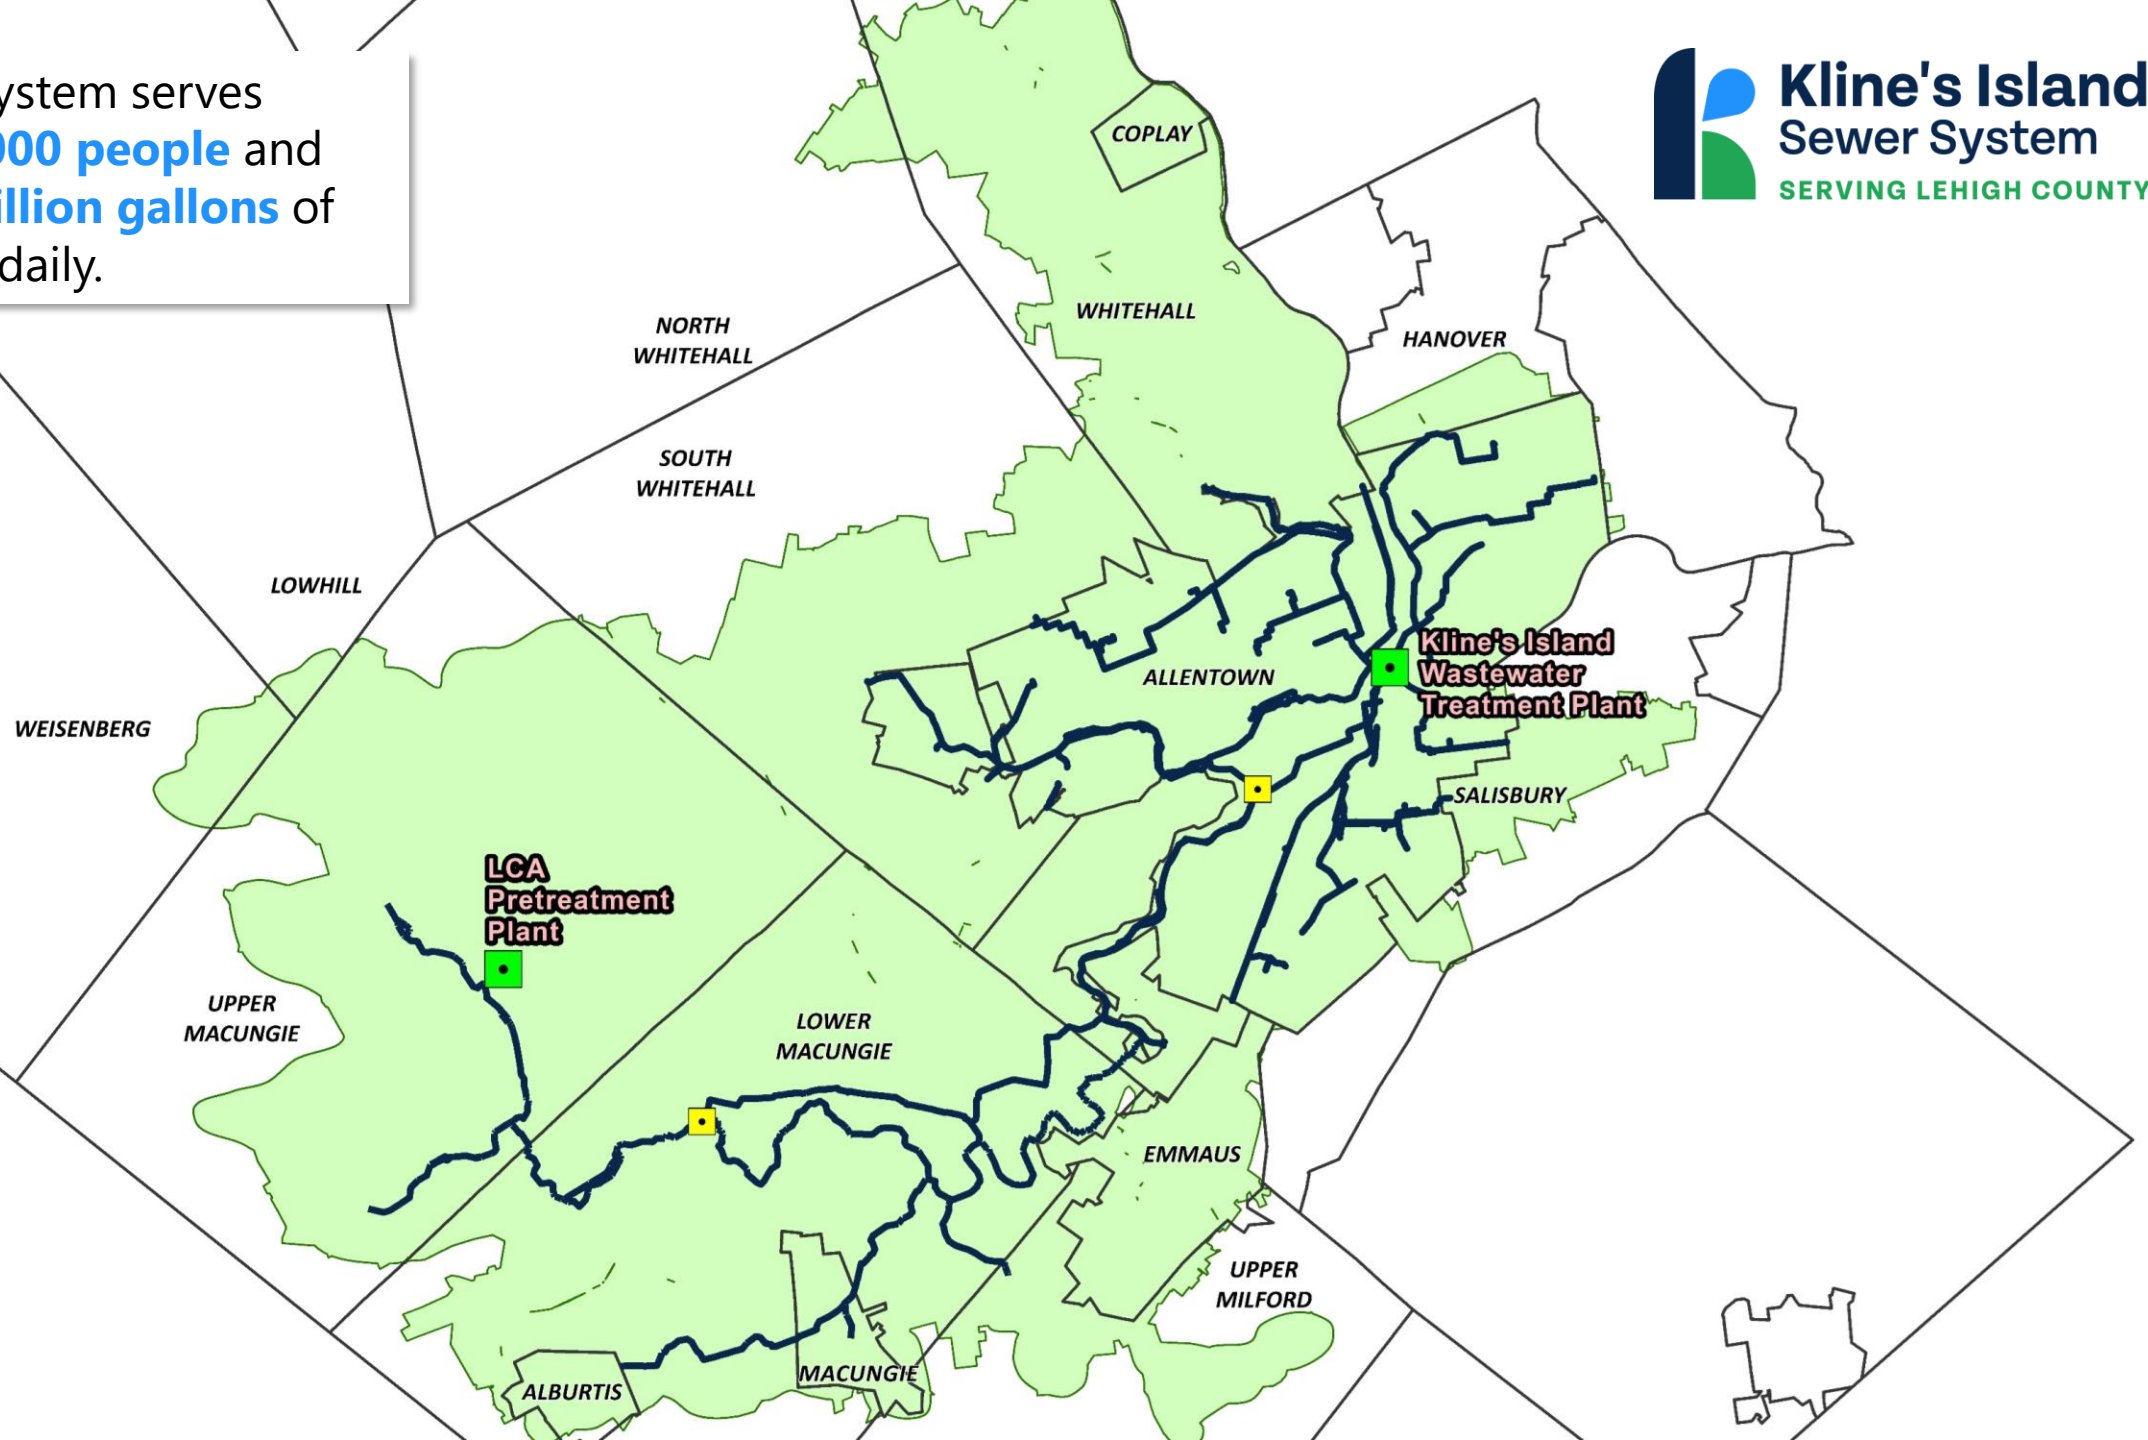 ystem serves
000 people and
illion gallons of
daily.
Kline's Island
Sewer System
SERVING LEHIGH COUNTY
COPLAY
WHITEHALL
HANOVER
NORTH
WHITEHALL
SOUTH
WHITEHALL
LOWHILL
WEISENBERG
ALLENTOWN
Kline's Island
Wastewater
Treatment Plant
SALISBURY
LCA
Pretreatment
Plant
UPPER
MACUNGIE
LOWER
MACUNGIE
EMMAUS
UPPER
MILFORD
MACUNGIE
ALBURTIS